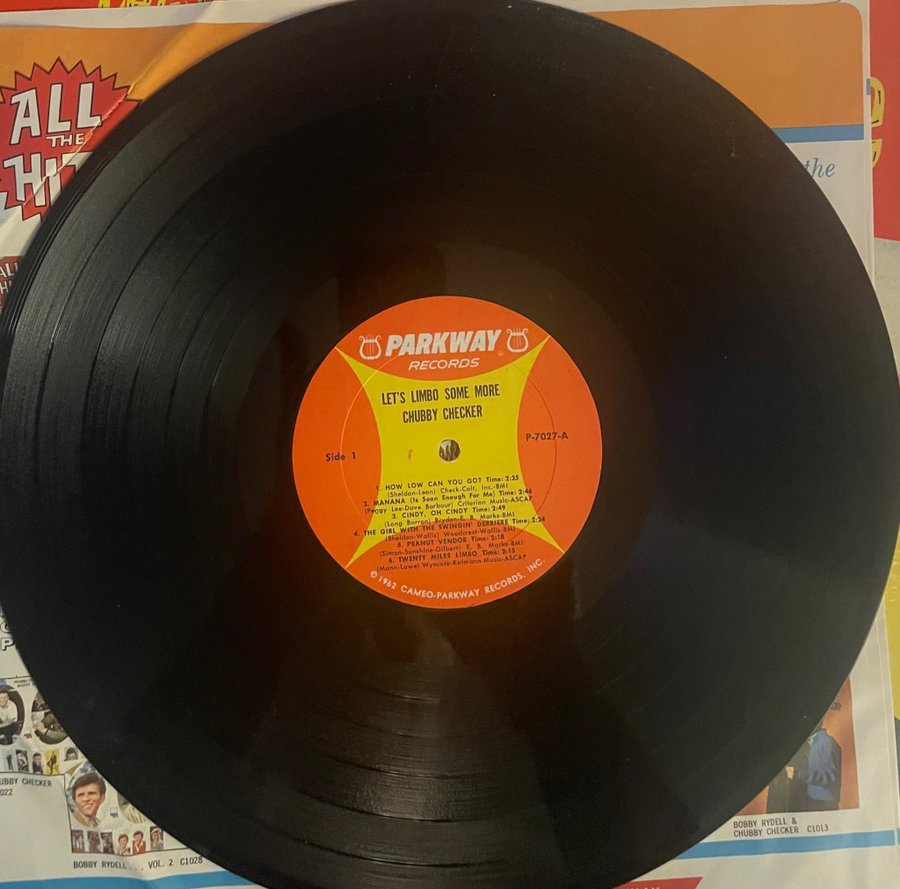 ALL
THE
the
PARKWAY
RECORDS
LET'S LIMBO SOME MORE
CHUBBY CHECKER
Side 1
P-7027-A
1. HOW LOW CAN YOU GO? Time: 2:25
(Sheldon-Leon) Check-Colt, Inc.-BMI
2. MANANA (Is Soon Enough For Me) Time: 2:46
(Peggy Lee-Dave Barbour) Criterion Music-ASCAP
3. CINDY, OH CINDY Time: 2:49
(Long Barron) Bryden-E. B. Marks-BMI
4. THE GIRL WITH THE SWINGIN' DERRIERE Time: 2:24
(Sheldon-Wallis) Woodcrest-Wallis-BMI
5. PEANUT VENDOR Time: 2:18
(Simon-Sunshine-Gilbert) E. B. Marks-BMI
6. TWENTY MILES LIMBO Time: 2:15
(Mann-Lowe) Wyncote-Kalmann Music-ASCAP
© 1962 CAMEO-PARKWAY RECORDS, INC.
UBBY CHECKER
022
BOBBY RYDELL VOL. 2 C1028
BOBBY RYDELL &
CHUBBY CHECKER C1013